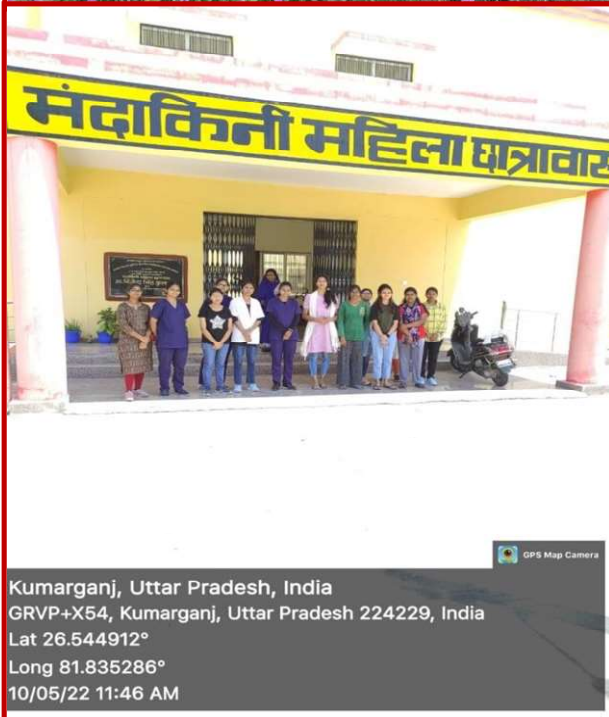 मंदाकिनी महिला छात्रावास
GPS Map Camera
Kumarganj, Uttar Pradesh, India
GRVP+X54, Kumarganj, Uttar Pradesh 224229, India
Lat 26.544912°
Long 81.835286°
10/05/22 11:46 AM